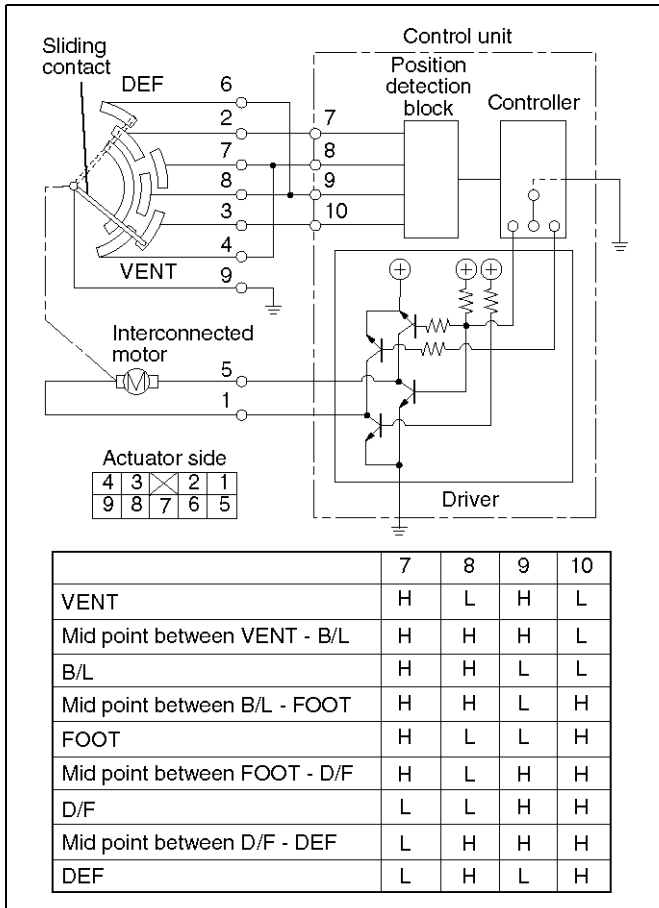 Control unit
Sliding contact
DEF
Position detection block
Controller
6
2
7
8
3
4
9
7
8
9
10
VENT
Interconnected motor
M
5
1
+ + +
Actuator side
4 3 2 1
9 8 7 6 5
Driver
7 8 9 10
VENT H L H L
Mid point between VENT - B/L H H H L
B/L H H L L
Mid point between B/L - FOOT H H L H
FOOT H L L H
Mid point between FOOT - D/F H L H H
D/F L L H H
Mid point between D/F - DEF L H H H
DEF L H L H